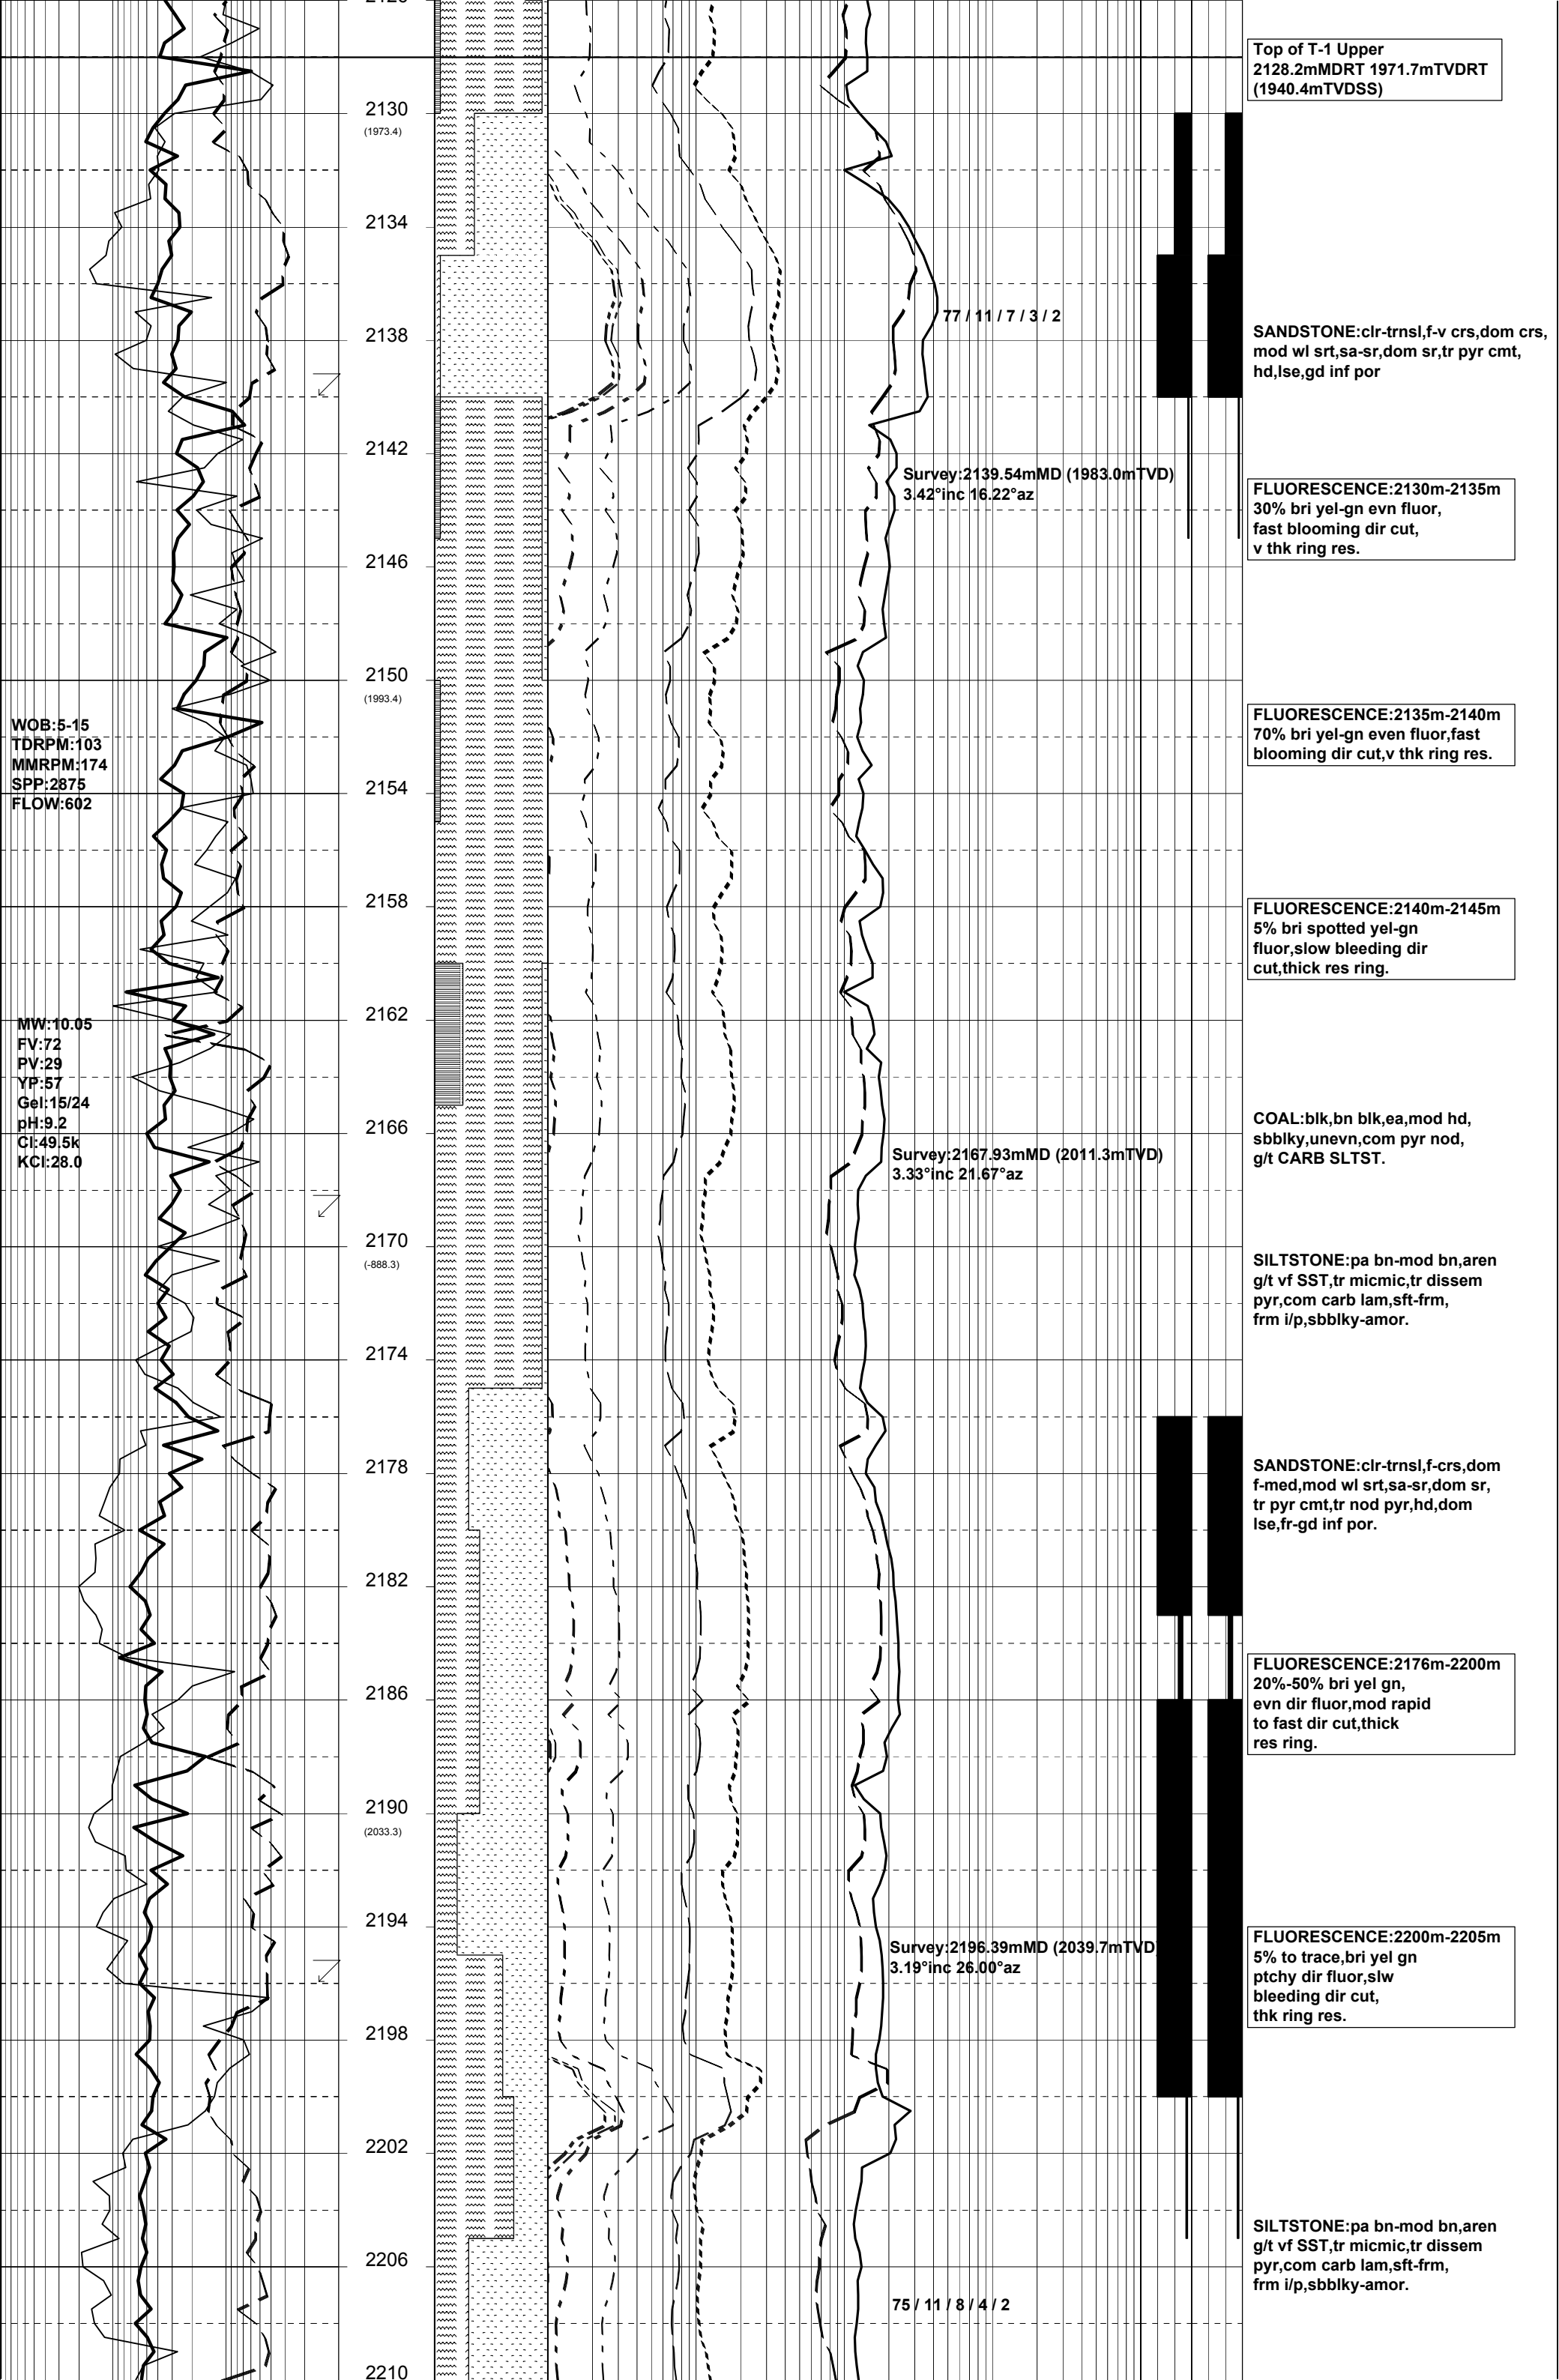 Top of T-1 Upper
2128.2mMDRT 1971.7mTVDRT
(1940.4mTVDSS)
2130
(1973.4)
2134
77 / 11 / 7 / 3 / 2
2138
SANDSTONE:clr-trnsl,f-v crs,dom crs,
mod wl srt,sa-sr,dom sr,tr pyr cmt,
hd,lse,gd inf por
2142
Survey:2139.54mMD (1983.0mTVD)
3.42°inc 16.22°az
FLUORESCENCE:2130m-2135m
30% bri yel-gn evn fluor,
fast blooming dir cut,
v thk ring res.
2146
2150
(1993.4)
WOB:5-15
TDRPM:103
MMRPM:174
SPP:2875
FLOW:602
FLUORESCENCE:2135m-2140m
70% bri yel-gn even fluor,fast
blooming dir cut,v thk ring res.
2154
2158
FLUORESCENCE:2140m-2145m
5% bri spotted yel-gn
fluor,slow bleeding dir
cut,thick res ring.
2162
MW:10.05
FV:72
PV:29
YP:57
Gel:15/24
pH:9.2
Cl:49.5k
KCl:28.0
2166
COAL:blk,bn blk,ea,mod hd,
sbblky,unevn,com pyr nod,
g/t CARB SLTST.
Survey:2167.93mMD (2011.3mTVD)
3.33°inc 21.67°az
2170
(-888.3)
SILTSTONE:pa bn-mod bn,aren
g/t vf SST,tr micmic,tr dissem
pyr,com carb lam,sft-frm,
frm i/p,sbblky-amor.
2174
2178
SANDSTONE:clr-trnsl,f-crs,dom
f-med,mod wl srt,sa-sr,dom sr,
tr pyr cmt,tr nod pyr,hd,dom
lse,fr-gd inf por.
2182
2186
FLUORESCENCE:2176m-2200m
20%-50% bri yel gn,
evn dir fluor,mod rapid
to fast dir cut,thick
res ring.
2190
(2033.3)
2194
Survey:2196.39mMD (2039.7mTVD)
3.19°inc 26.00°az
FLUORESCENCE:2200m-2205m
5% to trace,bri yel gn
ptchy dir fluor,slw
bleeding dir cut,
thk ring res.
2198
2202
2206
SILTSTONE:pa bn-mod bn,aren
g/t vf SST,tr micmic,tr dissem
pyr,com carb lam,sft-frm,
frm i/p,sbblky-amor.
75 / 11 / 8 / 4 / 2
2210